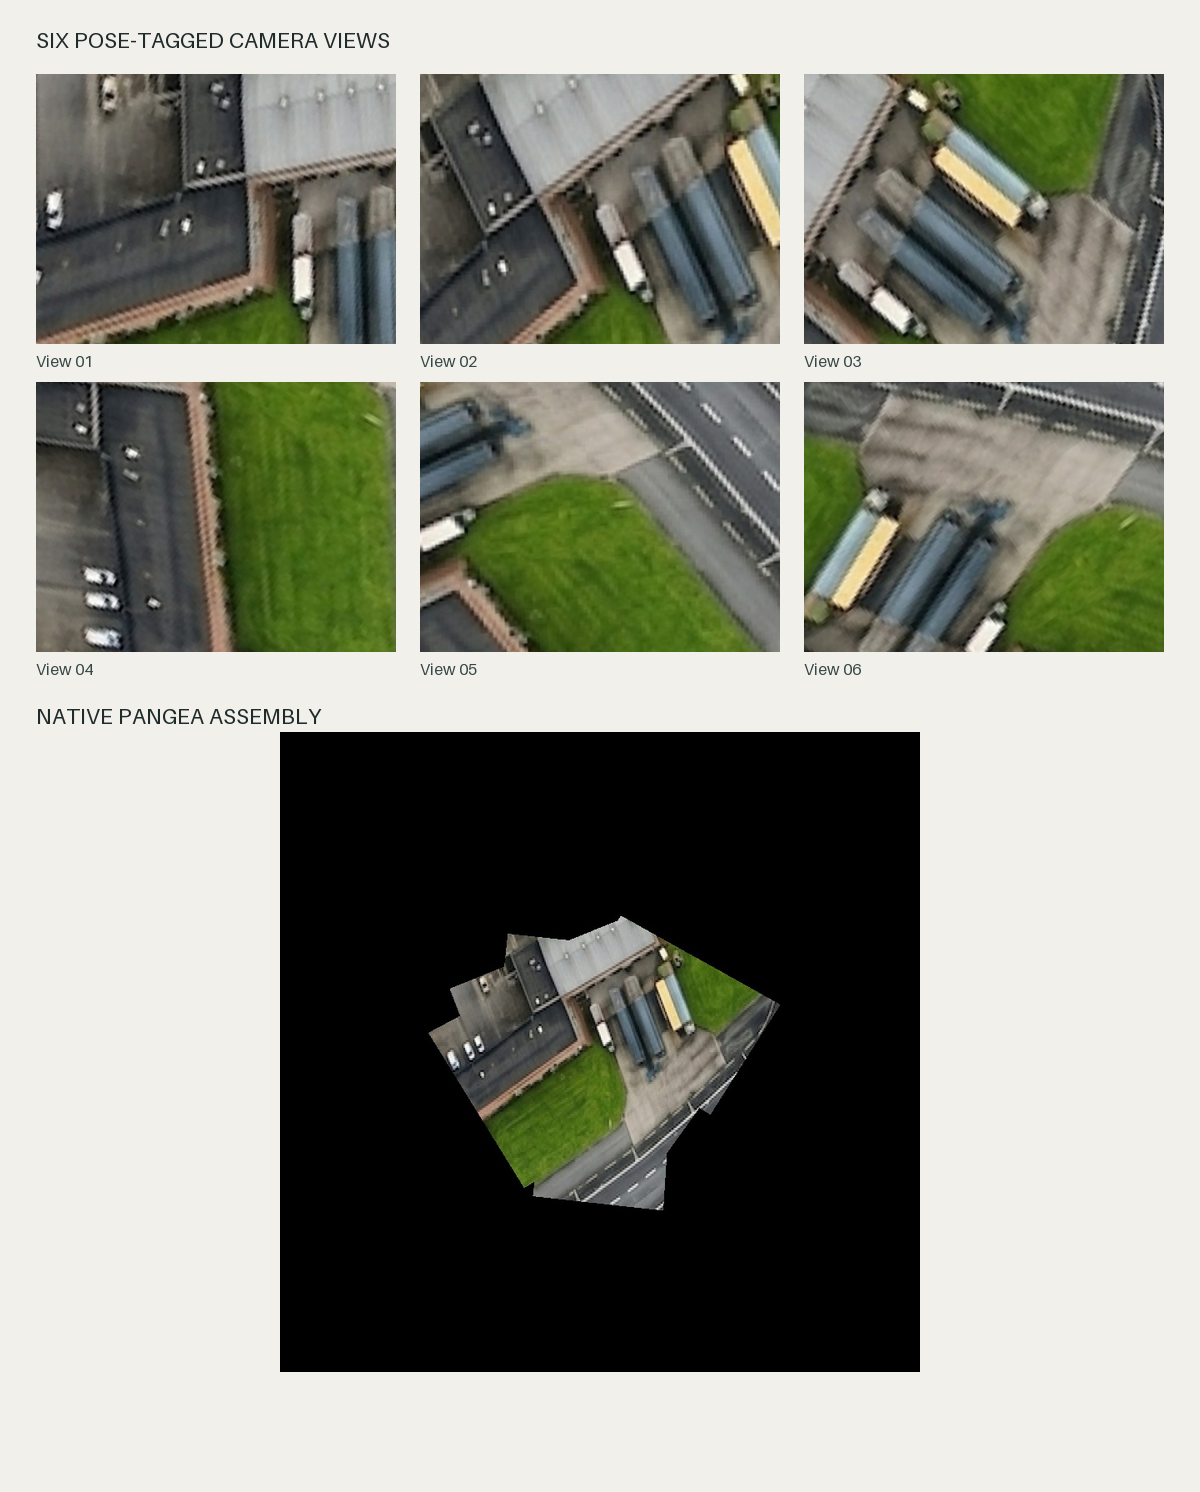 SIX POSE-TAGGED CAMERA VIEWS
View 01
View 02
View 03
View 04
View 05
View 06
NATIVE PANGEA ASSEMBLY